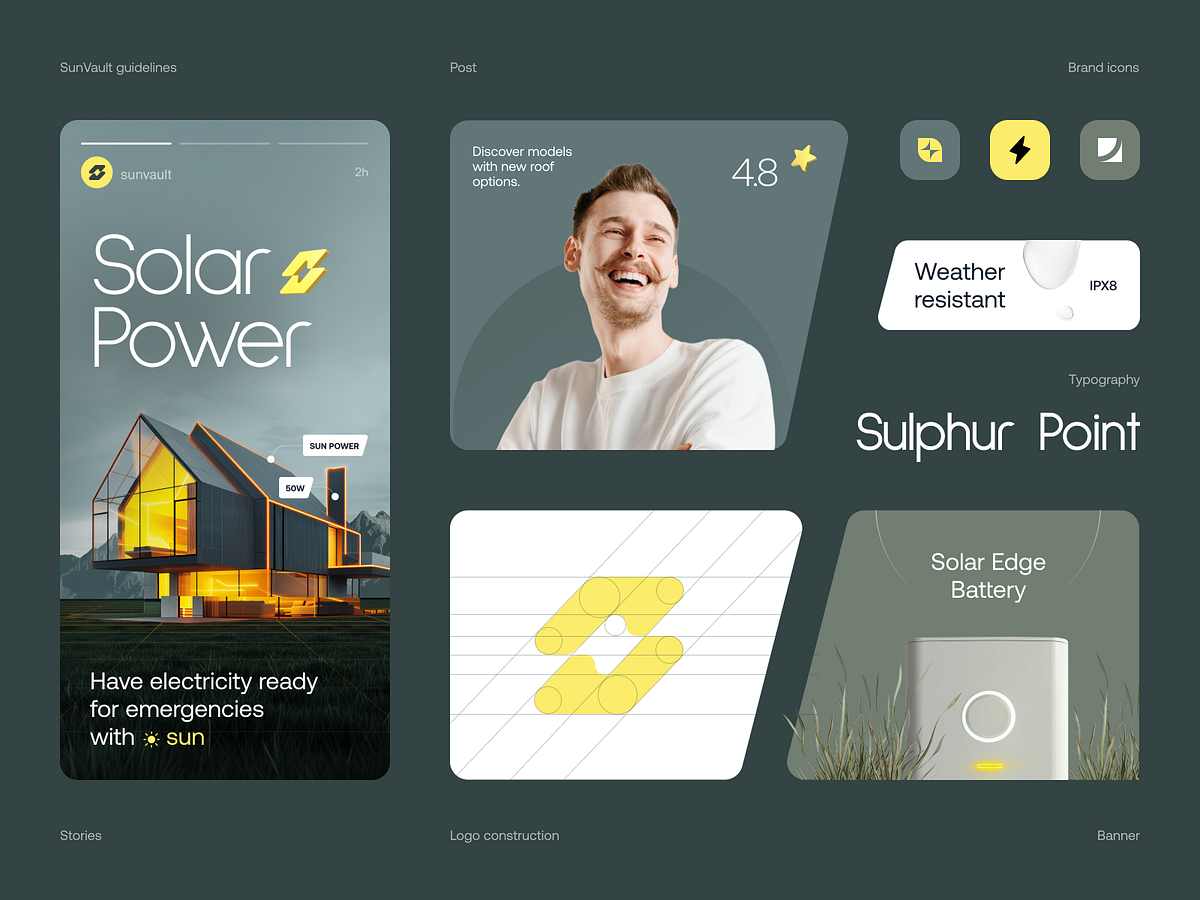 SunVault guidelines
Post
Brand icons
sunvault
2h
Solar
Power
SUN POWER
50W
Have electricity ready
for emergencies
with sun
Discover models
with new roof
options.
4.8
Weather
resistant
IPX8
Typography
Sulphur Point
Solar Edge
Battery
Stories
Logo construction
Banner